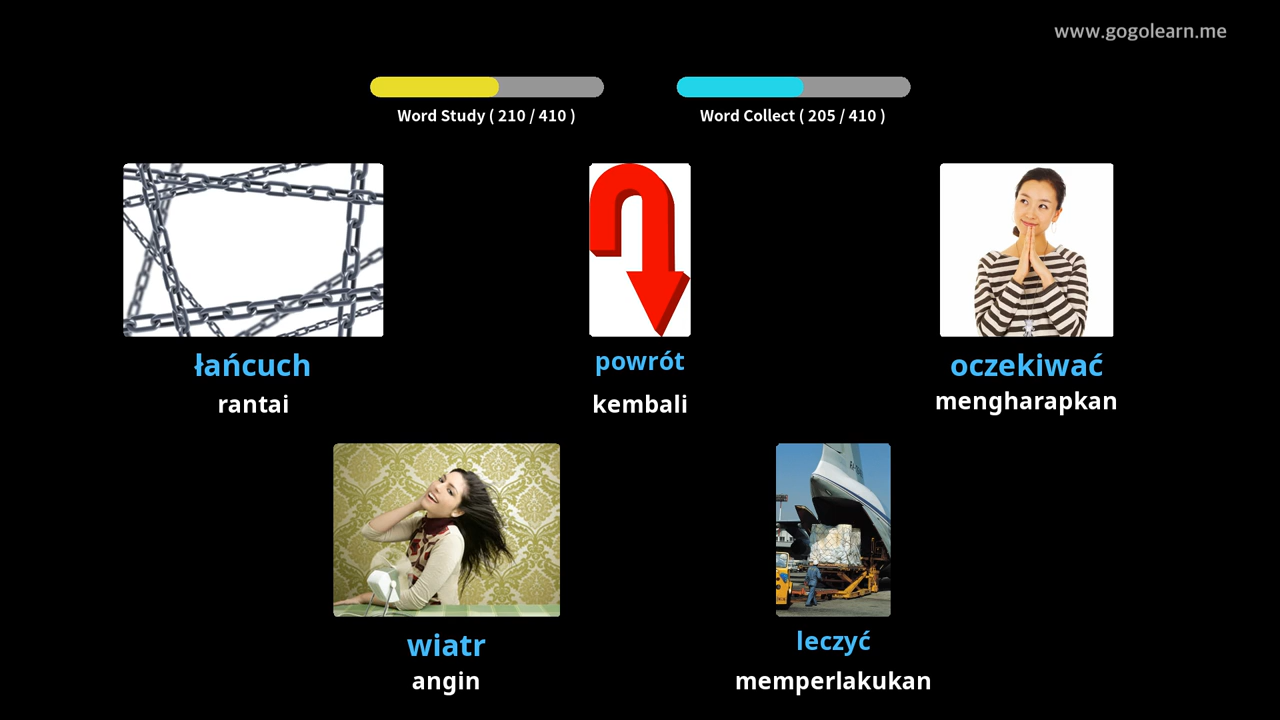 www.gogolearn.me
Word Study ( 210 / 410 )
Word Collect ( 205 / 410 )
łańcuch
rantai
powrót
kembali
oczekiwać
mengharapkan
wiatr
angin
leczyć
memperlakukan